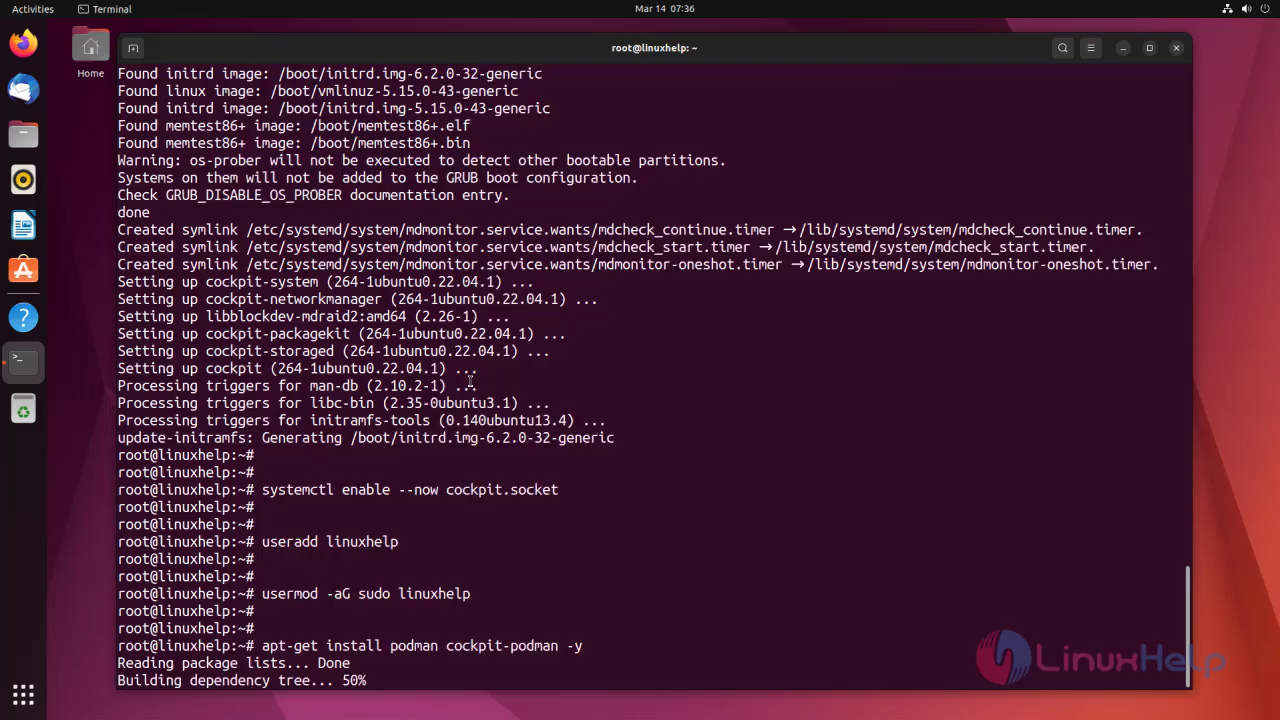 Activities
Terminal
Mar 14 07:36
Home
root@linuxhelp: ~
Found initrd image: /boot/initrd.img-6.2.0-32-generic
Found linux image: /boot/vmlinuz-5.15.0-43-generic
Found initrd image: /boot/initrd.img-5.15.0-43-generic
Found memtest86+ image: /boot/memtest86+.elf
Found memtest86+ image: /boot/memtest86+.bin
Warning: os-prober will not be executed to detect other bootable partitions.
Systems on them will not be added to the GRUB boot configuration.
Check GRUB_DISABLE_OS_PROBER documentation entry.
done
Created symlink /etc/systemd/system/mdmonitor.service.wants/mdcheck_continue.timer → /lib/systemd/system/mdcheck_continue.timer.
Created symlink /etc/systemd/system/mdmonitor.service.wants/mdcheck_start.timer → /lib/systemd/system/mdcheck_start.timer.
Created symlink /etc/systemd/system/mdmonitor.service.wants/mdmonitor-oneshot.timer → /lib/systemd/system/mdmonitor-oneshot.timer.
Setting up cockpit-system (264-1ubuntu0.22.04.1) ...
Setting up cockpit-networkmanager (264-1ubuntu0.22.04.1) ...
Setting up libblockdev-mdraid2:amd64 (2.26-1) ...
Setting up cockpit-packagekit (264-1ubuntu0.22.04.1) ...
Setting up cockpit-storaged (264-1ubuntu0.22.04.1) ...
Setting up cockpit (264-1ubuntu0.22.04.1) ...
Processing triggers for man-db (2.10.2-1) ...
Processing triggers for libc-bin (2.35-0ubuntu3.1) ...
Processing triggers for initramfs-tools (0.140ubuntu13.4) ...
update-initramfs: Generating /boot/initrd.img-6.2.0-32-generic
root@linuxhelp:~#
root@linuxhelp:~#
root@linuxhelp:~# systemctl enable --now cockpit.socket
root@linuxhelp:~#
root@linuxhelp:~#
root@linuxhelp:~# useradd linuxhelp
root@linuxhelp:~#
root@linuxhelp:~#
root@linuxhelp:~# usermod -aG sudo linuxhelp
root@linuxhelp:~#
root@linuxhelp:~#
root@linuxhelp:~# apt-get install podman cockpit-podman -y
Reading package lists... Done
Building dependency tree... 50%
LinuxHelp